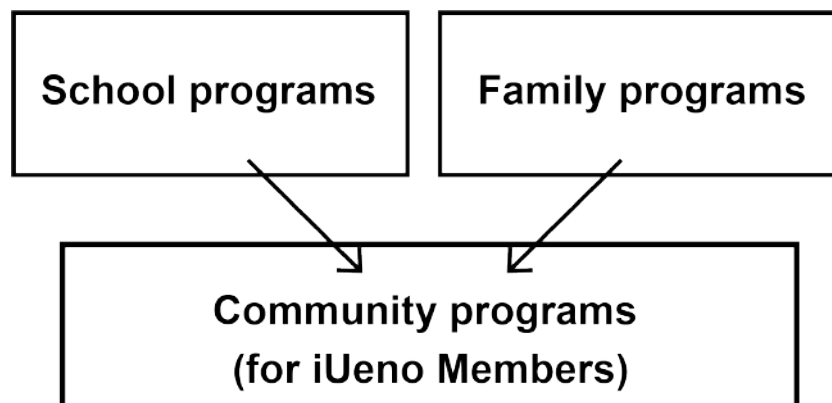 School programs
Family programs
Community programs
(for iUeno Members)